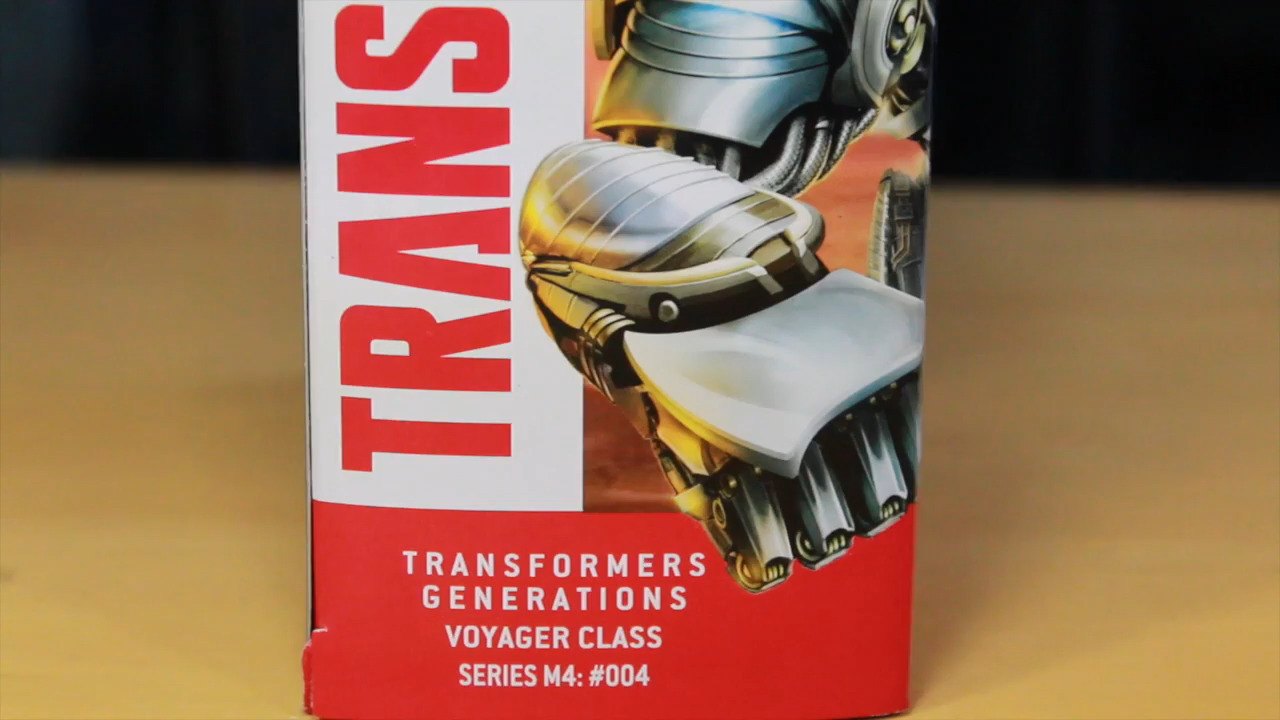 TRANS
TRANSFORMERS
GENERATIONS
VOYAGER CLASS
SERIES M4: #004